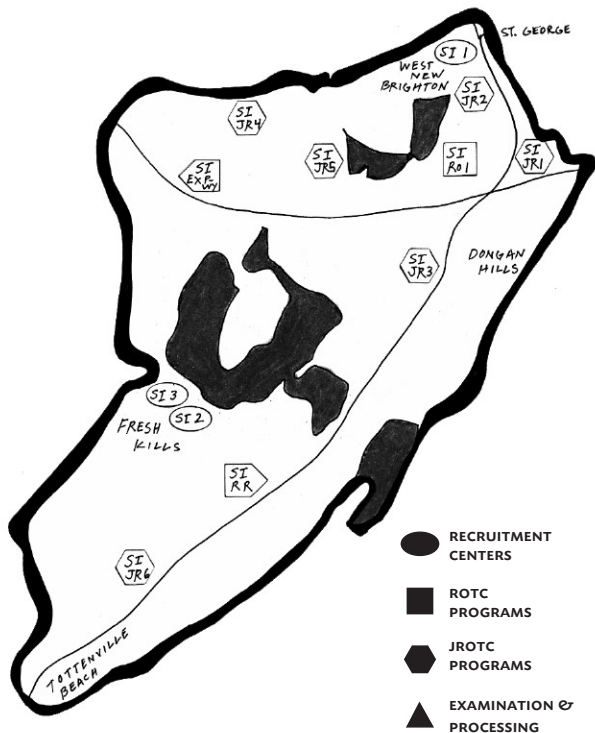 ST. GEORGE
SI 1
WEST
NEW
BRIGHTON
SI
JR2
SI
JR4
SI
JR5
SI
RO1
SI
JR1
SI
EXP-
WY
SI
JR3
DONGAN
HILLS
SI 3
SI 2
FRESH
KILLS
SI
RR
SI
JR6
TOTTENVILLE
BEACH
RECRUITMENT
CENTERS
ROTC
PROGRAMS
JROTC
PROGRAMS
EXAMINATION &
PROCESSING